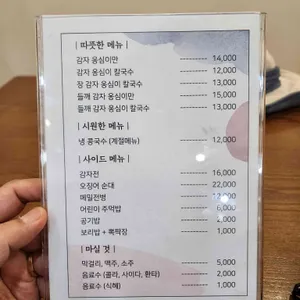 | 따뜻한 메뉴 |
감자 옹심이만 ---------- 14,000
감자 옹심이 칼국수 ---------- 12,000
장 감자 옹심이 칼국수 ---------- 13,000
들깨 감자 옹심이만 ---------- 15,000
들깨 감자 옹심이 칼국수 ---------- 13,000
| 시원한 메뉴 |
냉 콩국수 (계절메뉴) ---------- 12,000
| 사이드 메뉴 |
감자전 ---------- 16,000
오징어 순대 ---------- 22,000
메밀전병 ---------- 12,000
어린이 주먹밥 ---------- 6,000
공기밥 ----------
보리밥 +
| 마실 것 |
막걸리, 맥주, 소주 ---------- 5,000
음료수 (콜라, 사이다, 환타) ---------- 2,000
음료수 (식혜) ---------- 1,000